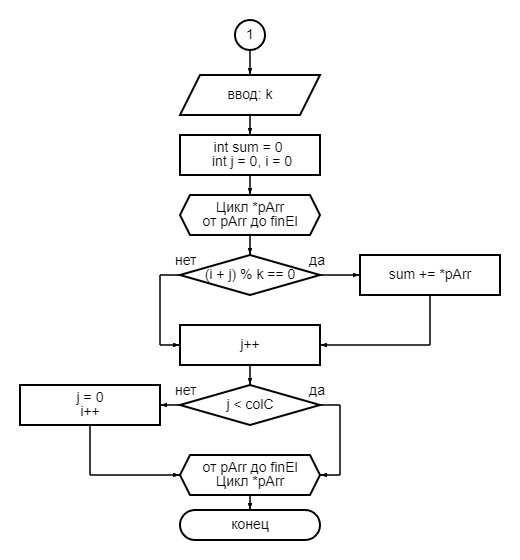 1
ввод: k
int sum = 0
int j = 0, i = 0
Цикл *pArr
от pArr до finEl
нет
да
(i + j) % k == 0
sum += *pArr
j++
нет
да
j = 0
i++
j < colC
от pArr до finEl
Цикл *pArr
конец